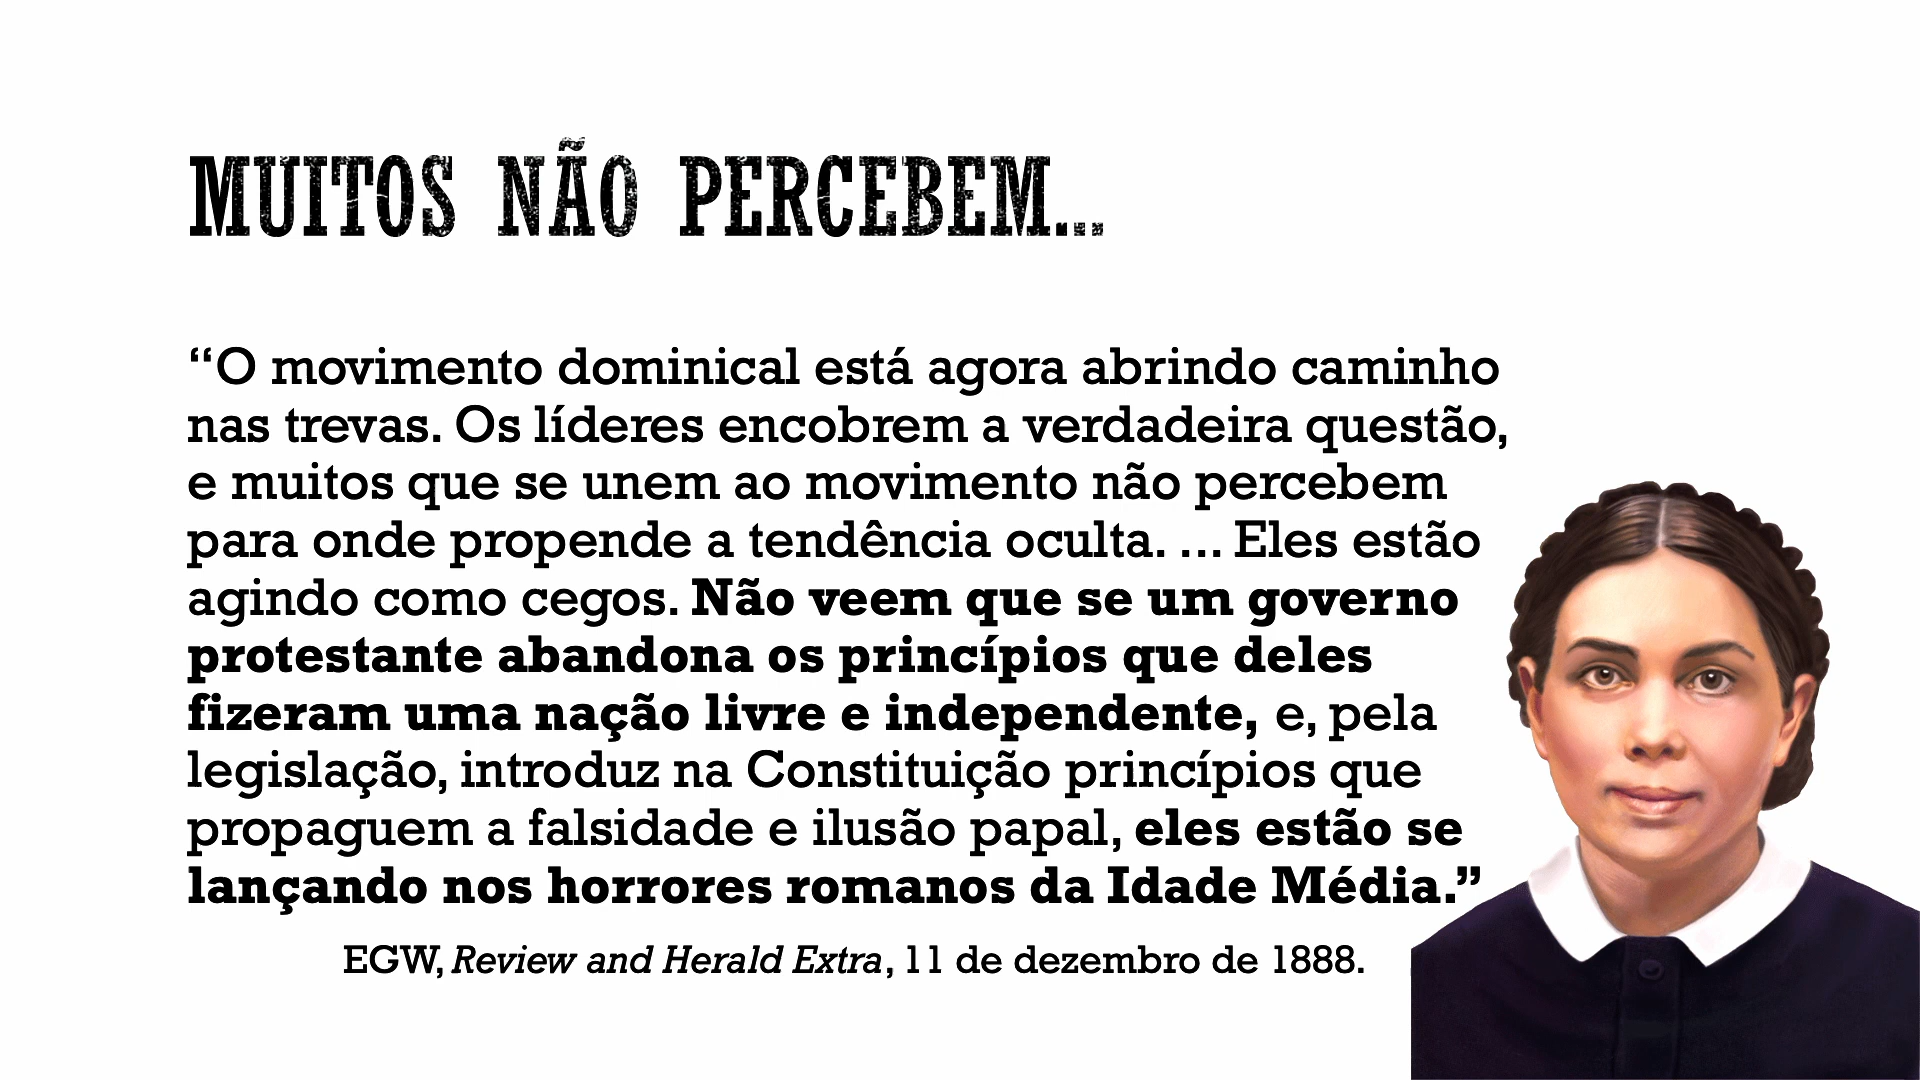 MUITOS NÃO PERCEBEM...
“O movimento dominical está agora abrindo caminho
nas trevas. Os líderes encobrem a verdadeira questão,
e muitos que se unem ao movimento não percebem
para onde propende a tendência oculta. ... Eles estão
agindo como cegos. Não veem que se um governo
protestante abandona os princípios que deles
fizeram uma nação livre e independente, e, pela
legislação, introduz na Constituição princípios que
propaguem a falsidade e ilusão papal, eles estão se
lançando nos horrores romanos da Idade Média.”
EGW, Review and Herald Extra, 11 de dezembro de 1888.